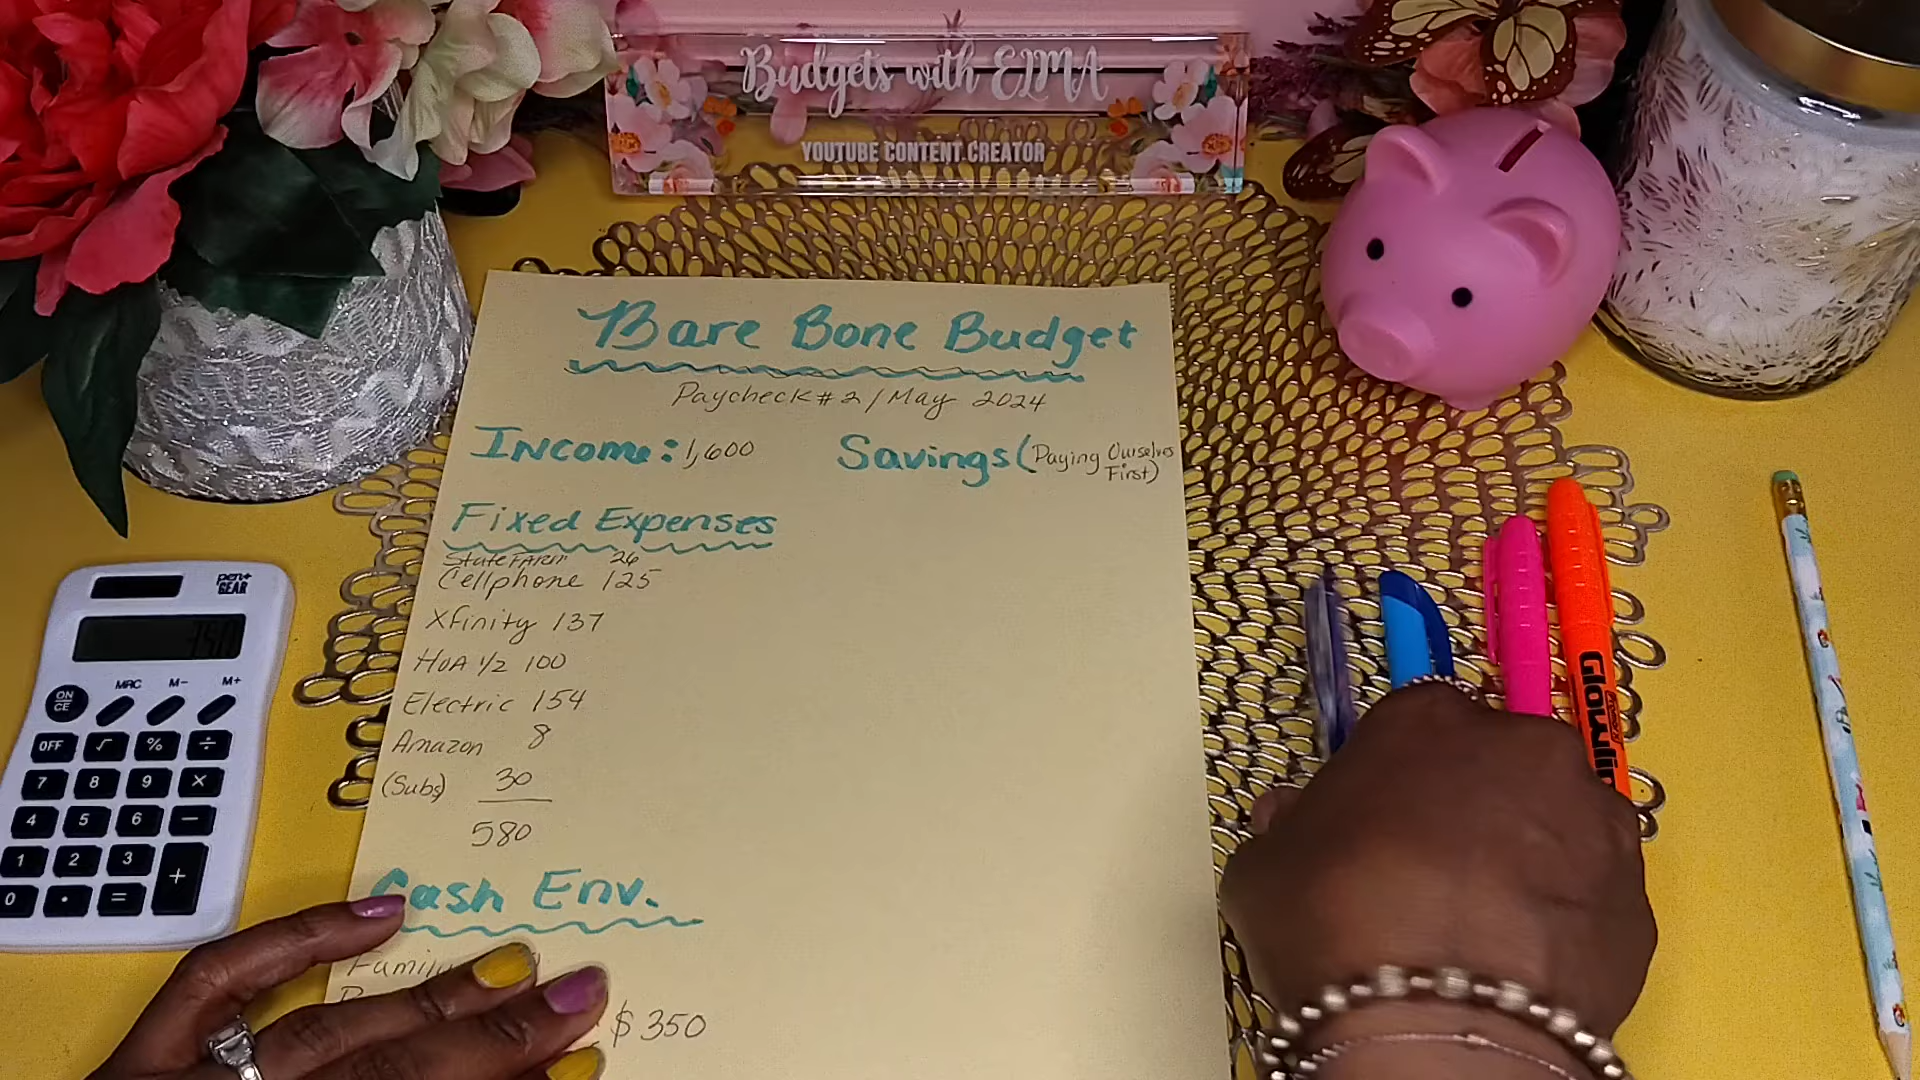 Budgets with ELMA
YOUTUBE CONTENT CREATOR
Bare Bone Budget
Paycheck #2 / May 2024
Income: 1,600
Savings (Paying Ourselves
First)
Fixed Expenses
State FARM 26
Cellphone 125
Xfinity 137
HOA 1/2 100
Electric 154
Amazon 8
(Subs) 30
580
Cash Env.
Family
$350
pen+
GEAR
350
MRC M- M+
ON
CE
OFF √ % ÷
7 8 9 ×
4 5 6 −
1 2 3 +
0 . =